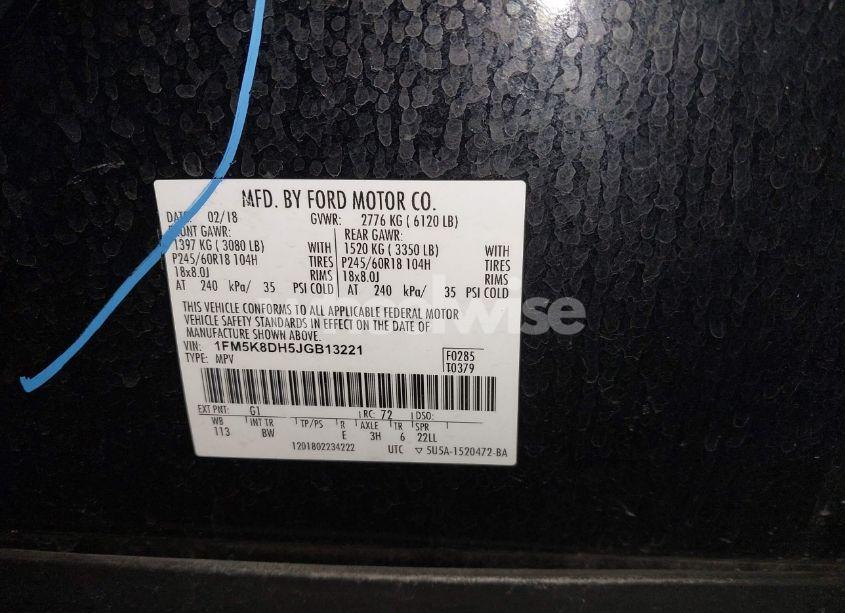 MFD. BY FORD MOTOR CO.
DATE: 02/18 GVWR: 2776 KG ( 6120 LB)
FRONT GAWR: REAR GAWR:
1397 KG ( 3080 LB) WITH 1520 KG ( 3350 LB) WITH
P245/60R18 104H TIRES P245/60R18 104H TIRES
18x8.0J RIMS 18x8.0J RIMS
AT 240 kPa/ 35 PSI COLD AT 240 kPa/ 35 PSI COLD
THIS VEHICLE CONFORMS TO ALL APPLICABLE FEDERAL MOTOR
VEHICLE SAFETY STANDARDS IN EFFECT ON THE DATE OF
MANUFACTURE SHOWN ABOVE.
wheelwise
VIN: 1FM5K8DH5JGB13221 F0285
TYPE: MPV T0379
EXT PNT: G1 RC: 72 DSO:
WB INT TR TP/PS R AXLE TR SPR
113 BW E 3H 6 22LL
1201802234222 UTC ▽ 5U5A-1520472-BA